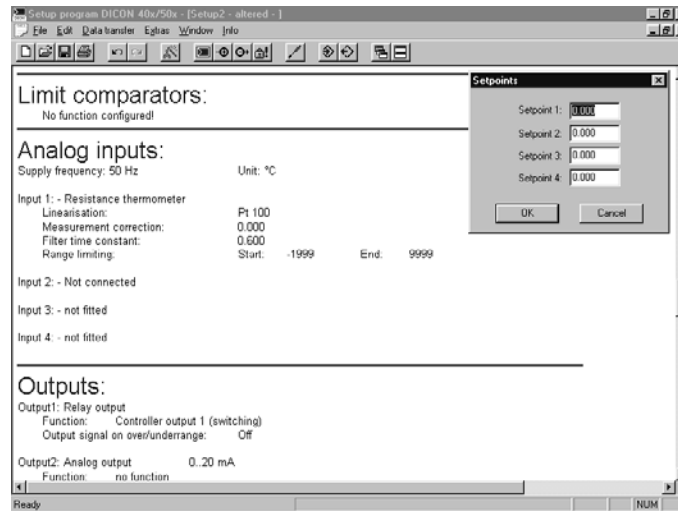 Setup program DICON 40x/50x - [Setup2 - altered - ]
File Edit Data transfer Extras Window Info
Limit comparators:
No function configured!
Analog inputs:
Supply frequency: 50 Hz Unit: °C
Input 1: - Resistance thermometer
Linearisation: Pt 100
Measurement correction: 0.000
Filter time constant: 0.600
Range limiting: Start: -1999 End: 9999
Input 2: - Not connected
Input 3: - not fitted
Input 4: - not fitted
Outputs:
Output1: Relay output
Function: Controller output 1 (switching)
Output signal on over/underrange: Off
Output2: Analog output 0..20 mA
Function: no function
Setpoints
Setpoint 1: 0.000
Setpoint 2: 0.000
Setpoint 3: 0.000
Setpoint 4: 0.000
OK Cancel
Ready NUM